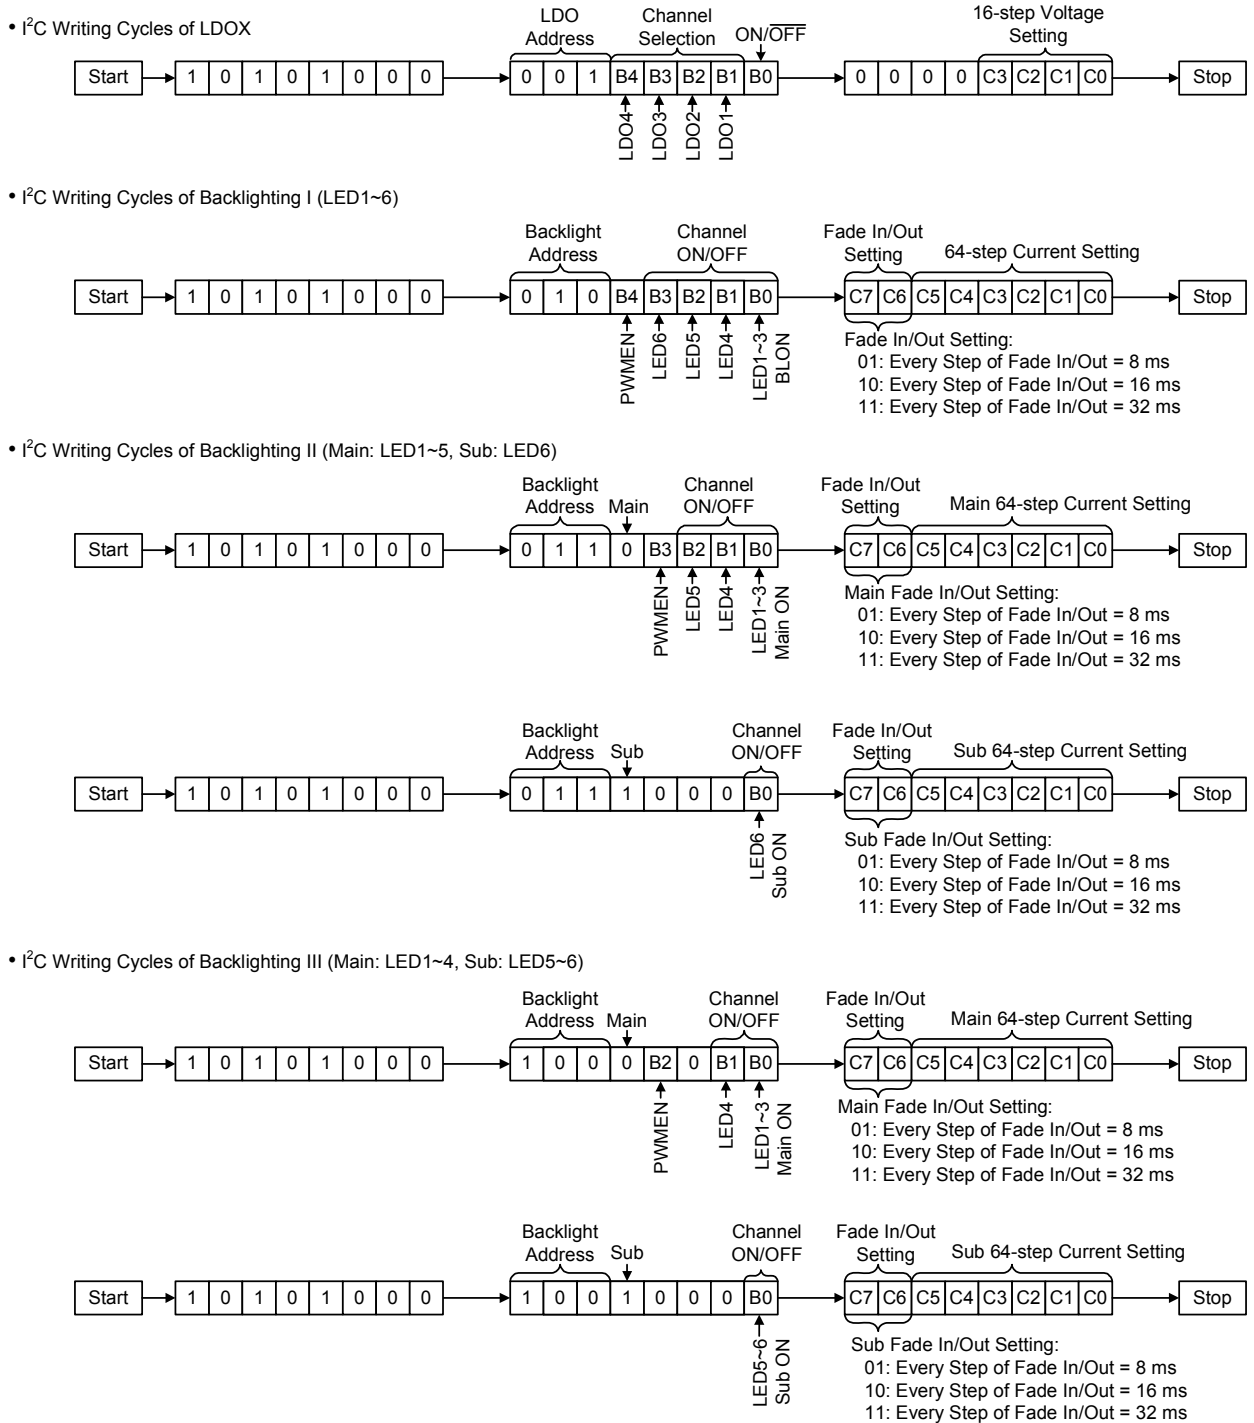 • I²C Writing Cycles of LDOX
LDO Address Channel Selection ON/OFF 16-step Voltage Setting
Start 1 0 1 0 1 0 0 0 0 0 1 B4 B3 B2 B1 B0 0 0 0 0 C3 C2 C1 C0 Stop
LDO4 LDO3 LDO2 LDO1
• I²C Writing Cycles of Backlighting I (LED1~6)
Backlight Address Channel ON/OFF Fade In/Out Setting 64-step Current Setting
Start 1 0 1 0 1 0 0 0 0 1 0 B4 B3 B2 B1 B0 C7 C6 C5 C4 C3 C2 C1 C0 Stop
PWMEN LED6 LED5 LED4 LED1~3 BLON
Fade In/Out Setting:
01: Every Step of Fade In/Out = 8 ms
10: Every Step of Fade In/Out = 16 ms
11: Every Step of Fade In/Out = 32 ms
• I²C Writing Cycles of Backlighting II (Main: LED1~5, Sub: LED6)
Backlight Address Main Channel ON/OFF Fade In/Out Setting Main 64-step Current Setting
Start 1 0 1 0 1 0 0 0 0 1 1 0 B3 B2 B1 B0 C7 C6 C5 C4 C3 C2 C1 C0 Stop
PWMEN LED5 LED4 LED1~3 Main ON
Main Fade In/Out Setting:
01: Every Step of Fade In/Out = 8 ms
10: Every Step of Fade In/Out = 16 ms
11: Every Step of Fade In/Out = 32 ms
Backlight Address Sub Channel ON/OFF Fade In/Out Setting Sub 64-step Current Setting
Start 1 0 1 0 1 0 0 0 0 1 1 1 0 0 0 B0 C7 C6 C5 C4 C3 C2 C1 C0 Stop
LED6 Sub ON
Sub Fade In/Out Setting:
01: Every Step of Fade In/Out = 8 ms
10: Every Step of Fade In/Out = 16 ms
11: Every Step of Fade In/Out = 32 ms
• I²C Writing Cycles of Backlighting III (Main: LED1~4, Sub: LED5~6)
Backlight Address Main Channel ON/OFF Fade In/Out Setting Main 64-step Current Setting
Start 1 0 1 0 1 0 0 0 1 0 0 0 B2 0 B1 B0 C7 C6 C5 C4 C3 C2 C1 C0 Stop
PWMEN LED4 LED1~3 Main ON
Main Fade In/Out Setting:
01: Every Step of Fade In/Out = 8 ms
10: Every Step of Fade In/Out = 16 ms
11: Every Step of Fade In/Out = 32 ms
Backlight Address Sub Channel ON/OFF Fade In/Out Setting Sub 64-step Current Setting
Start 1 0 1 0 1 0 0 0 1 0 0 1 0 0 0 B0 C7 C6 C5 C4 C3 C2 C1 C0 Stop
LED5~6 Sub ON
Sub Fade In/Out Setting:
01: Every Step of Fade In/Out = 8 ms
10: Every Step of Fade In/Out = 16 ms
11: Every Step of Fade In/Out = 32 ms